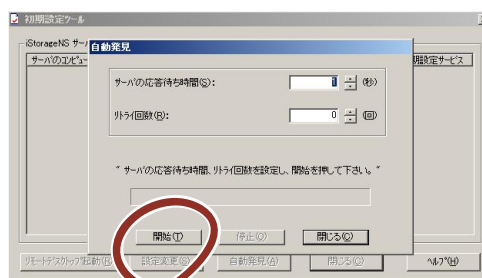 初期設定ツール
iStorageNS サー
サーバのコンピュー
期設定サービス
自動発見
サーバの応答待ち時間(S):
1
(秒)
リトライ回数(R):
0
(回)
" サーバの応答待ち時間、リトライ回数を設定し、開始を押して下さい。"
開始(T)
停止(O)
閉じる(C)
リモートデスクトップ起動(R)
設定変更(S)
自動発見(A)
閉じる(C)
ヘルプ(H)